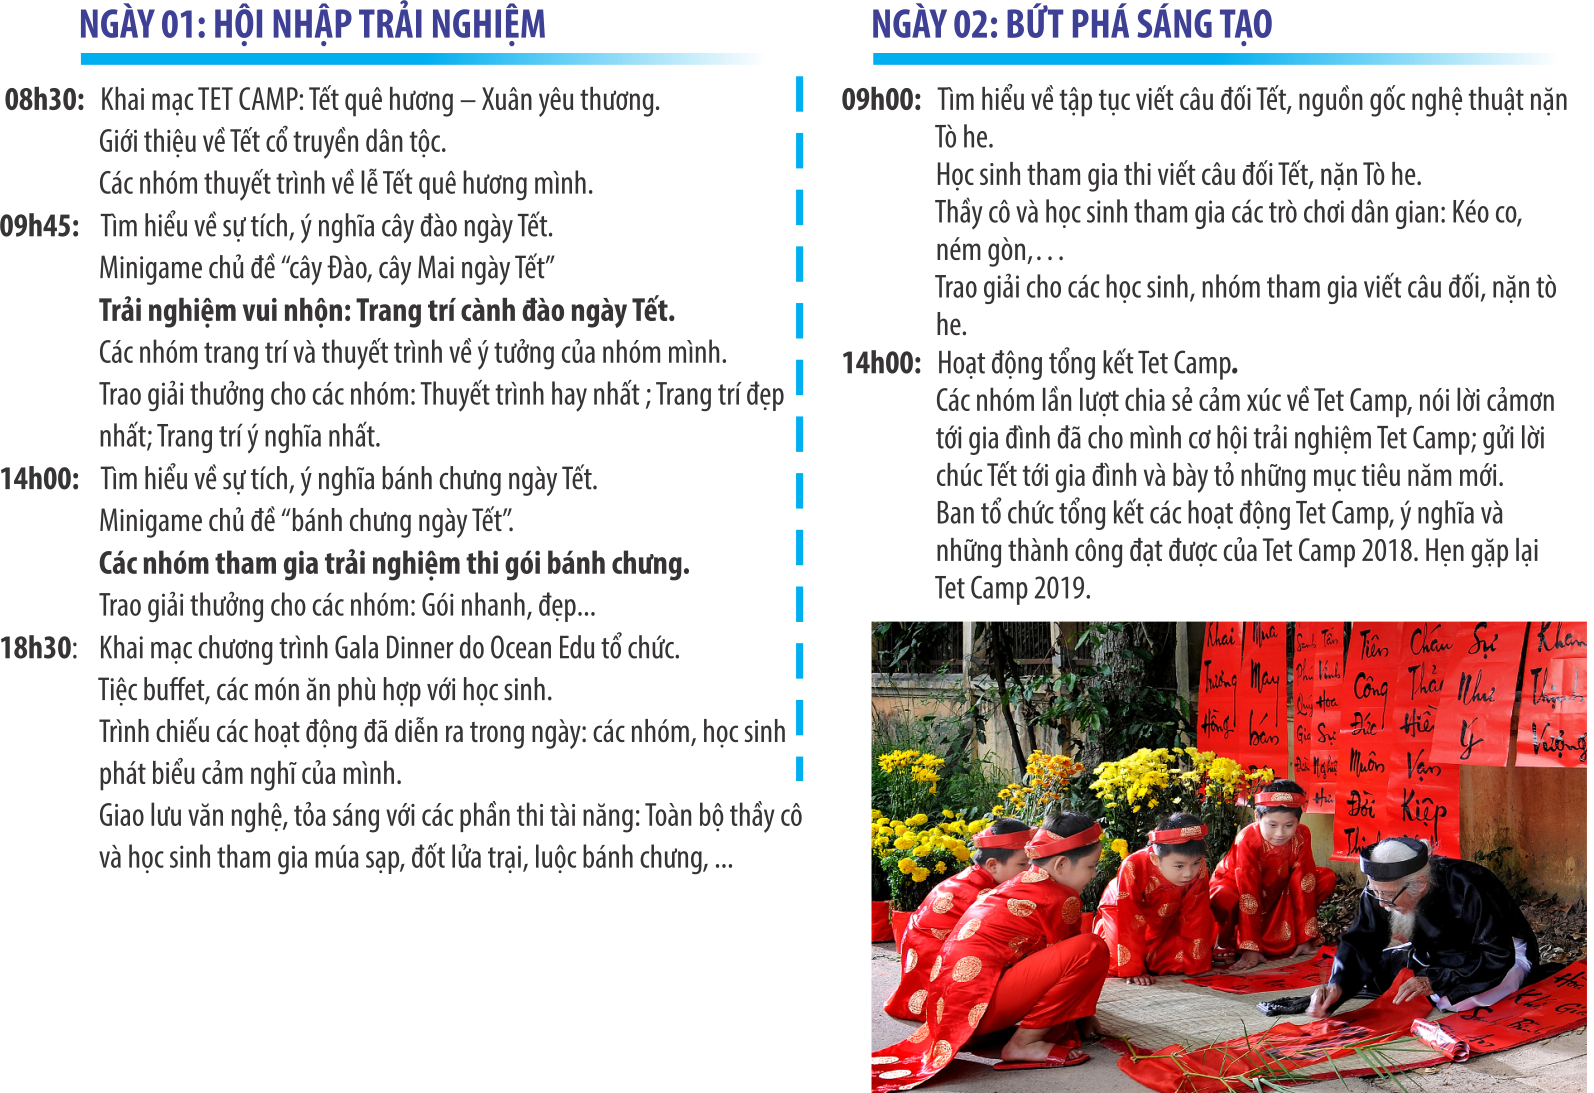 NGÀY 01: HỘI NHẬP TRẢI NGHIỆM
08h30: Khai mạc TET CAMP: Tết quê hương – Xuân yêu thương.
Giới thiệu về Tết cổ truyền dân tộc.
Các nhóm thuyết trình về lễ Tết quê hương mình.
09h45: Tìm hiểu về sự tích, ý nghĩa cây đào ngày Tết.
Minigame chủ đề “cây Đào, cây Mai ngày Tết”
Trải nghiệm vui nhộn: Trang trí cành đào ngày Tết.
Các nhóm trang trí và thuyết trình về ý tưởng của nhóm mình.
Trao giải thưởng cho các nhóm: Thuyết trình hay nhất ; Trang trí đẹp
nhất; Trang trí ý nghĩa nhất.
14h00: Tìm hiểu về sự tích, ý nghĩa bánh chưng ngày Tết.
Minigame chủ đề “bánh chưng ngày Tết”.
Các nhóm tham gia trải nghiệm thi gói bánh chưng.
Trao giải thưởng cho các nhóm: Gói nhanh, đẹp...
18h30: Khai mạc chương trình Gala Dinner do Ocean Edu tổ chức.
Tiệc buffet, các món ăn phù hợp với học sinh.
Trình chiếu các hoạt động đã diễn ra trong ngày: các nhóm, học sinh
phát biểu cảm nghĩ của mình.
Giao lưu văn nghệ, tỏa sáng với các phần thi tài năng: Toàn bộ thầy cô
và học sinh tham gia múa sạp, đốt lửa trại, luộc bánh chưng, ...
NGÀY 02: BỨT PHÁ SÁNG TẠO
09h00: Tìm hiểu về tập tục viết câu đối Tết, nguồn gốc nghệ thuật nặn
Tò he.
Học sinh tham gia thi viết câu đối Tết, nặn Tò he.
Thầy cô và học sinh tham gia các trò chơi dân gian: Kéo co,
ném gòn,…
Trao giải cho các học sinh, nhóm tham gia viết câu đối, nặn tò
he.
14h00: Hoạt động tổng kết Tet Camp.
Các nhóm lần lượt chia sẻ cảm xúc về Tet Camp, nói lời cảmơn
tới gia đình đã cho mình cơ hội trải nghiệm Tet Camp; gửi lời
chúc Tết tới gia đình và bày tỏ những mục tiêu năm mới.
Ban tổ chức tổng kết các hoạt động Tet Camp, ý nghĩa và
những thành công đạt được của Tet Camp 2018. Hẹn gặp lại
Tet Camp 2019.
Khai
Trương
Hồng
Mua
May
bán
Tiên
Công
Đức
Muôn
Đời
Hiề
Vạn
Kiệp
Sự
Như
Ý
Vượng